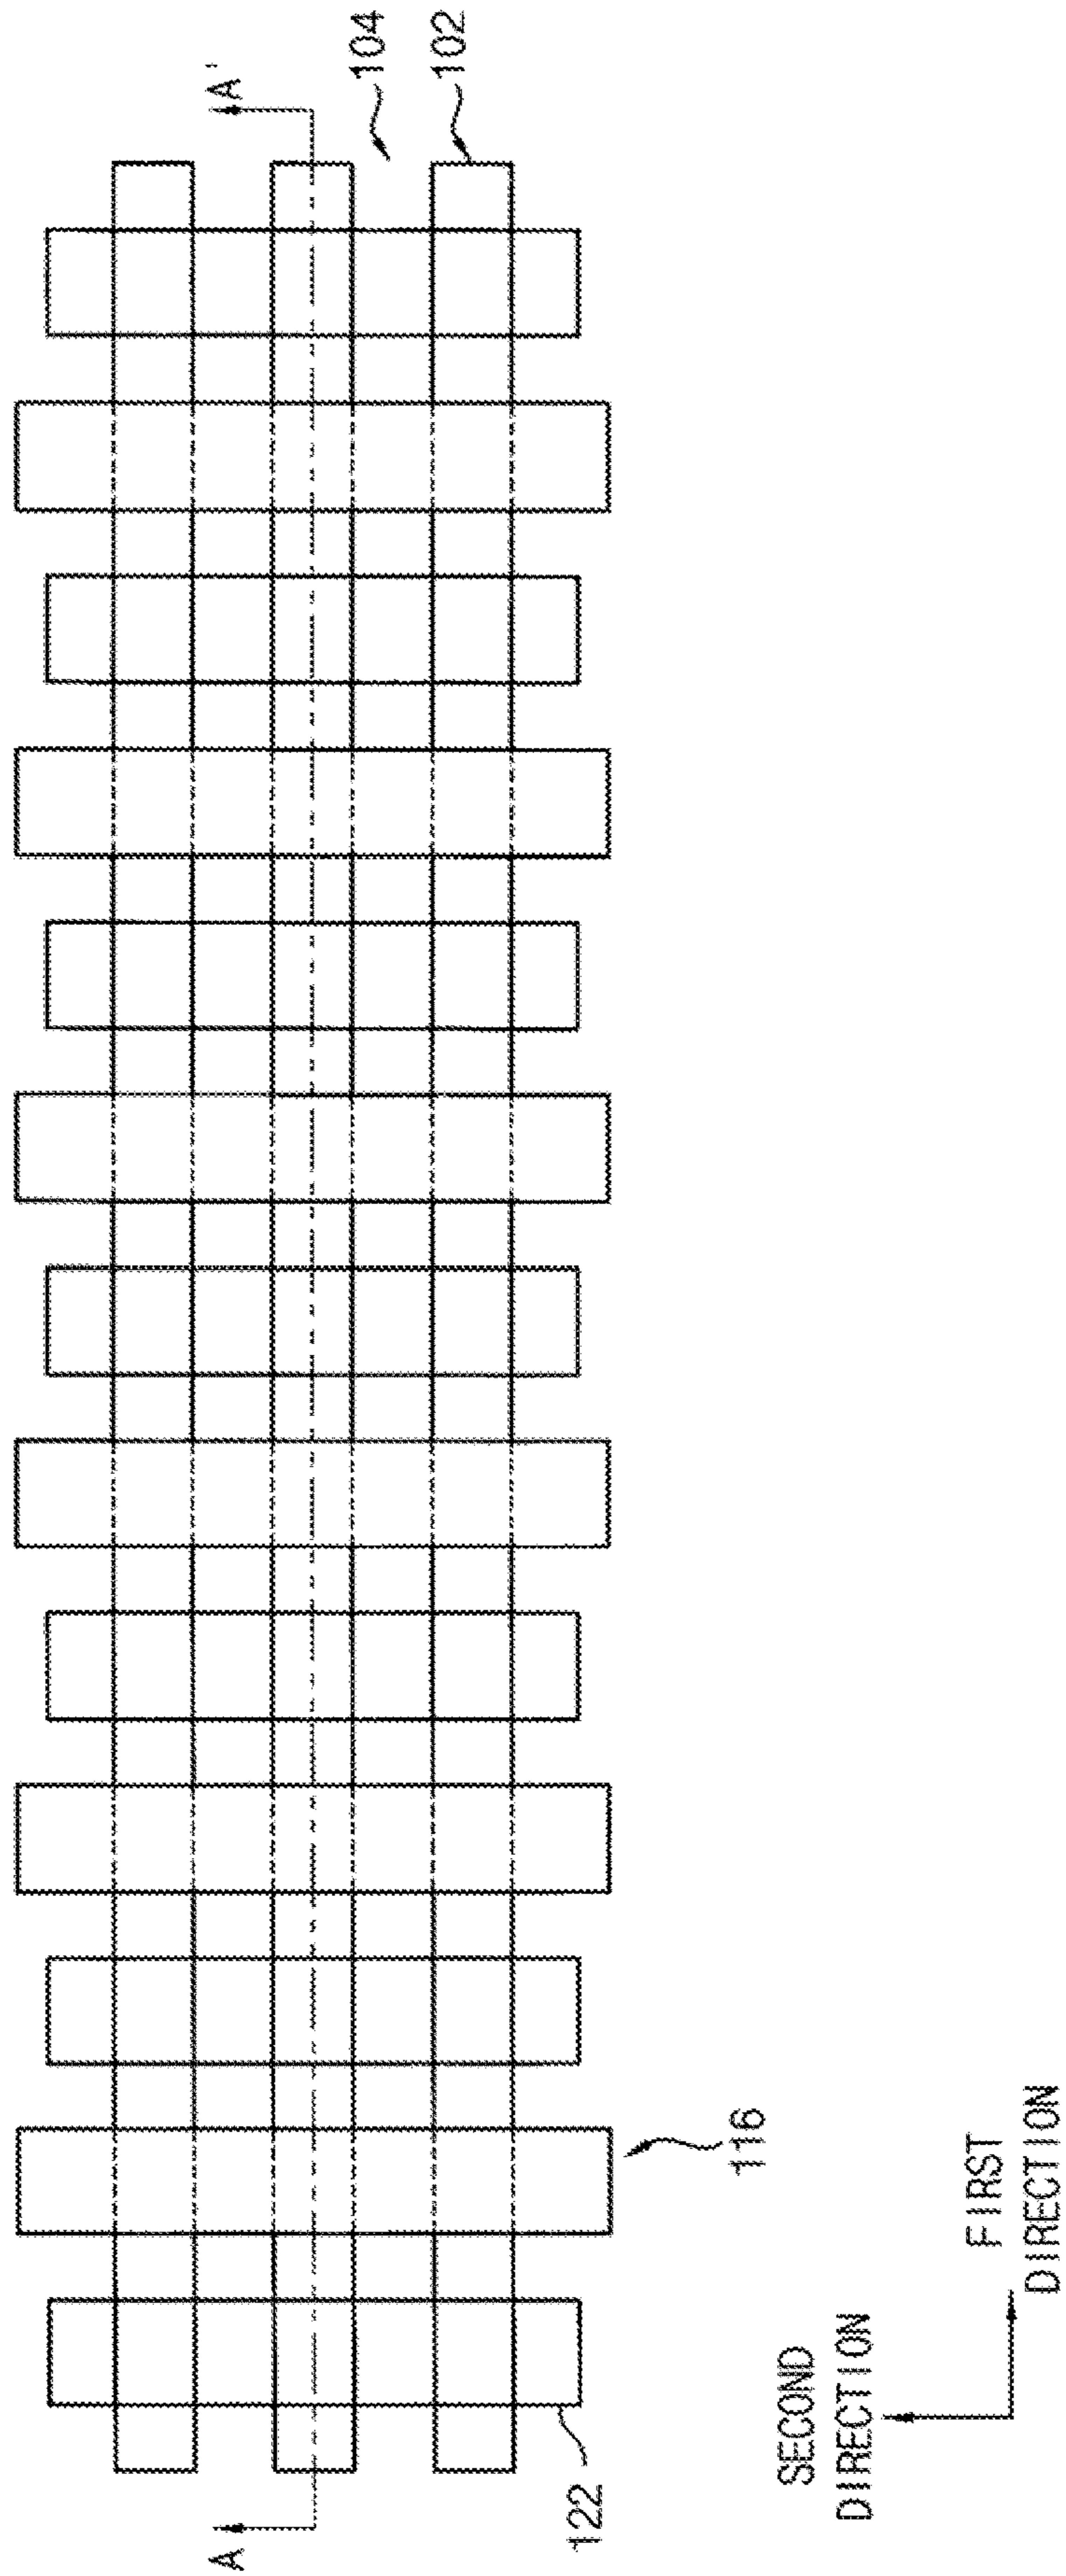 A
A'
104
102
122
116
SECOND
DIRECTION
FIRST
DIRECTION